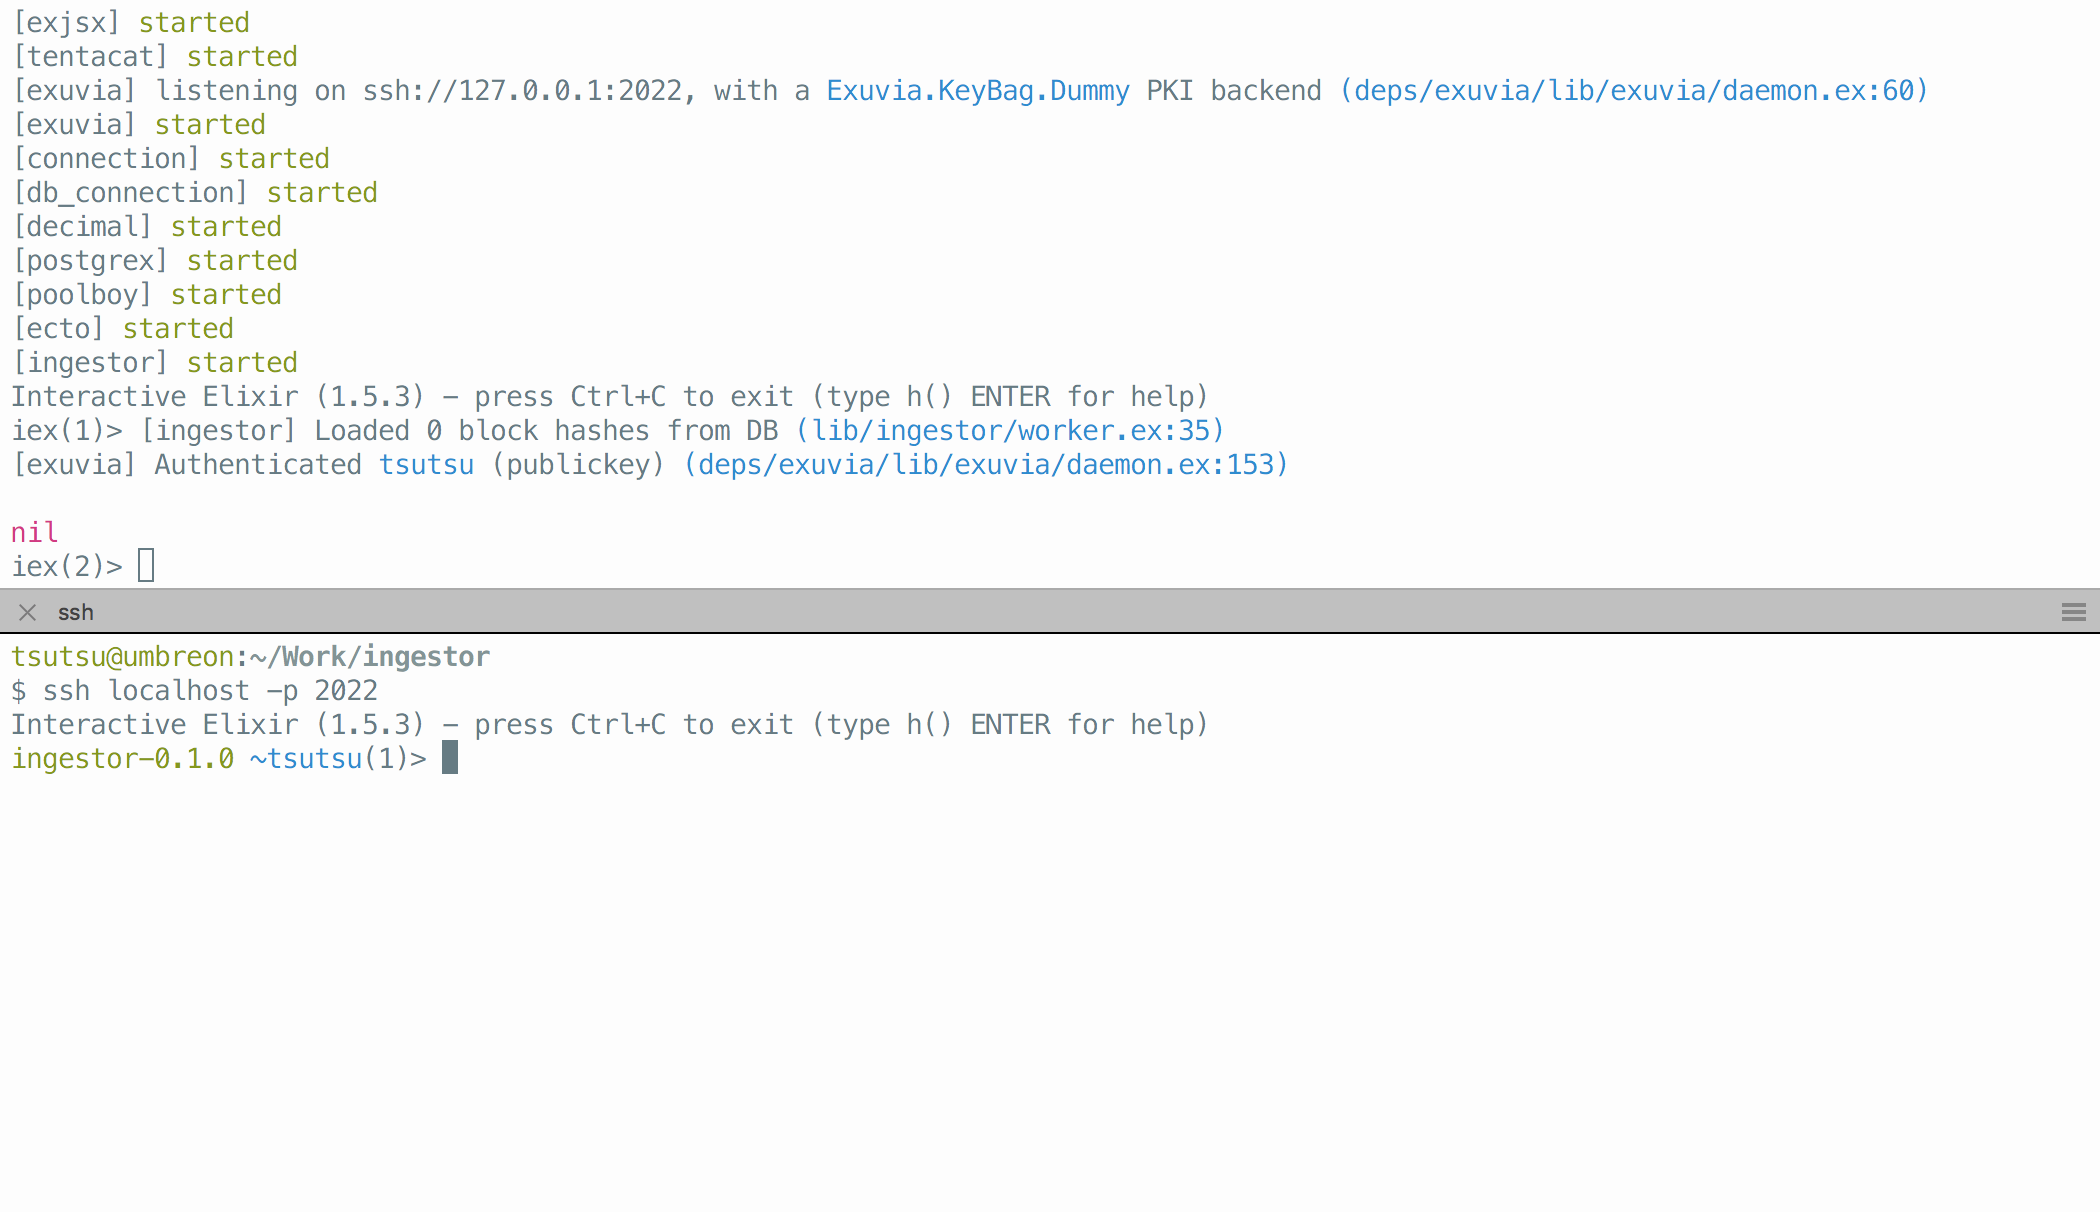 [exjsx] started
[tentacat] started
[exuvia] listening on ssh://127.0.0.1:2022, with a Exuvia.KeyBag.Dummy PKI backend (deps/exuvia/lib/exuvia/daemon.ex:60)
[exuvia] started
[connection] started
[db_connection] started
[decimal] started
[postgrex] started
[poolboy] started
[ecto] started
[ingestor] started
Interactive Elixir (1.5.3) - press Ctrl+C to exit (type h() ENTER for help)
iex(1)> [ingestor] Loaded 0 block hashes from DB (lib/ingestor/worker.ex:35)
[exuvia] Authenticated tsutsu (publickey) (deps/exuvia/lib/exuvia/daemon.ex:153)
nil
iex(2)>
ssh
tsutsu@umbreon:~/Work/ingestor
$ ssh localhost -p 2022
Interactive Elixir (1.5.3) - press Ctrl+C to exit (type h() ENTER for help)
ingestor-0.1.0 ~tsutsu(1)>